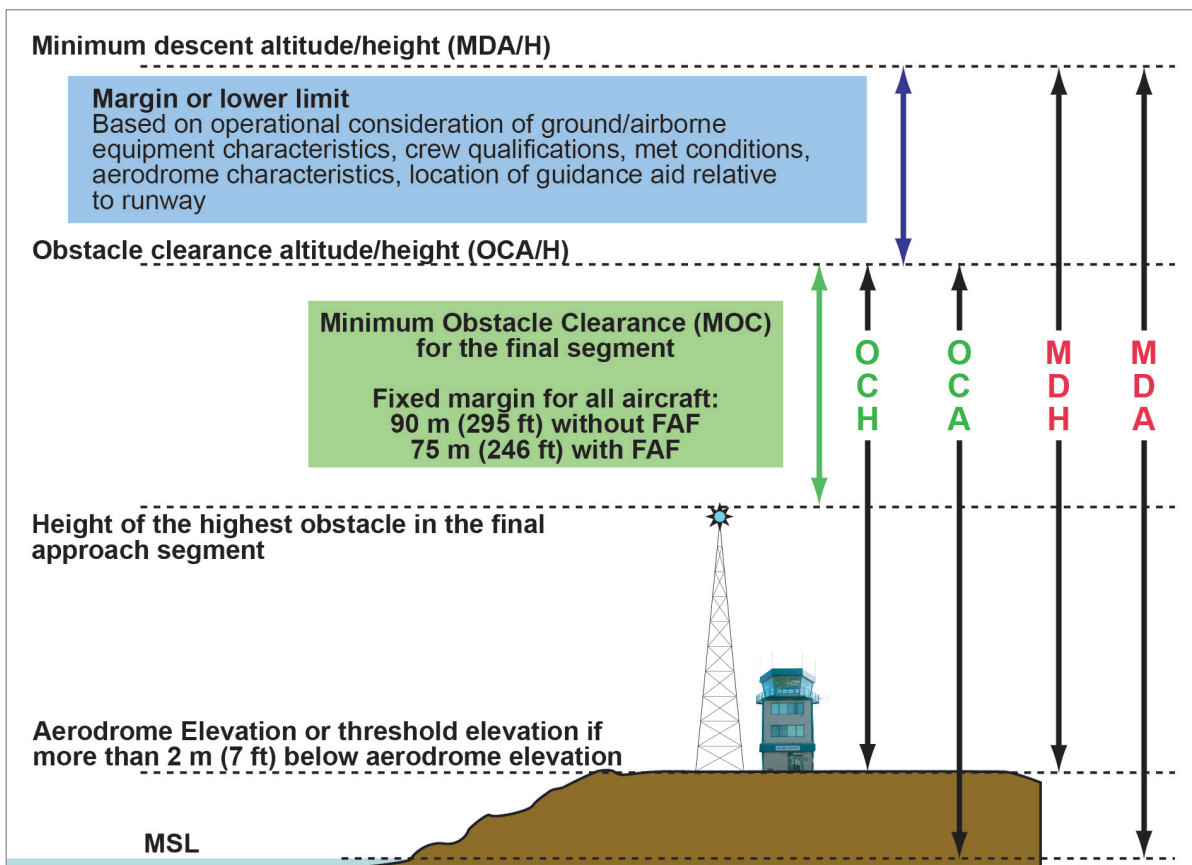 Minimum descent altitude/height (MDA/H)
Margin or lower limit
Based on operational consideration of ground/airborne
equipment characteristics, crew qualifications, met conditions,
aerodrome characteristics, location of guidance aid relative
to runway
Obstacle clearance altitude/height (OCA/H)
Minimum Obstacle Clearance (MOC)
for the final segment
Fixed margin for all aircraft:
90 m (295 ft) without FAF
75 m (246 ft) with FAF
OCH
OCA
MDH
MDA
Height of the highest obstacle in the final
approach segment
Aerodrome Elevation or threshold elevation if
more than 2 m (7 ft) below aerodrome elevation
MSL